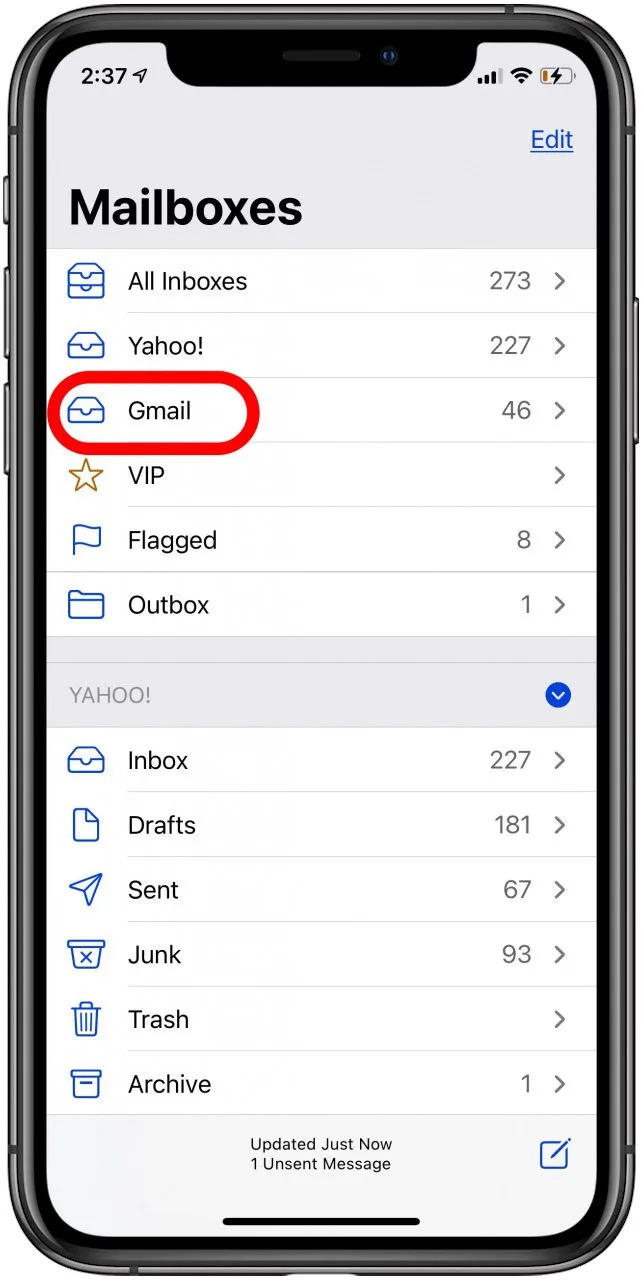 2:37
Edit
Mailboxes
All Inboxes 273
Yahoo! 227
Gmail 46
VIP
Flagged 8
Outbox 1
YAHOO!
Inbox 227
Drafts 181
Sent 67
Junk 93
Trash
Archive 1
Updated Just Now
1 Unsent Message